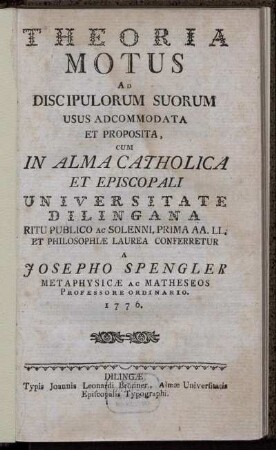 THEORIA
MOTUS
AD
DISCIPULORUM SUORUM
USUS ADCOMMODATA
ET PROPOSITA,
CUM
IN ALMA CATHOLICA
ET EPISCOPALI
UNIVERSITATE
DILINGANA
RITU PUBLICO AC SOLENNI, PRIMA AA. LL.
ET PHILOSOPHIÆ LAUREA CONFERRETUR
A
JOSEPHO SPENGLER
METAPHYSICÆ AC MATHESEOS
PROFESSORE ORDINARIO.
1776.
DILINGÆ,
Typis Joannis Leonardi Brönner, Almæ Universitatis
Episcopalis Typographi.